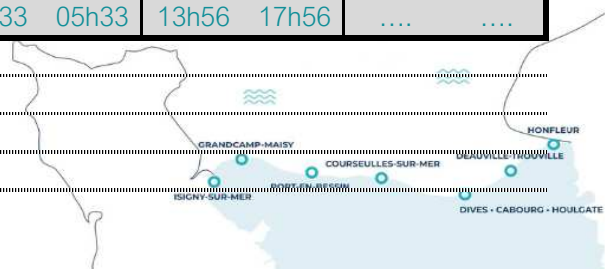 33 05h33 13h56 17h56 .... ....
HONFLEUR
GRANDCAMP-MAISY
DEAUVILLE-TROUVILLE
COURSEULLES-SUR-MER
PORT-EN-BESSIN
ISIGNY-SUR-MER
DIVES • CABOURG • HOULGATE